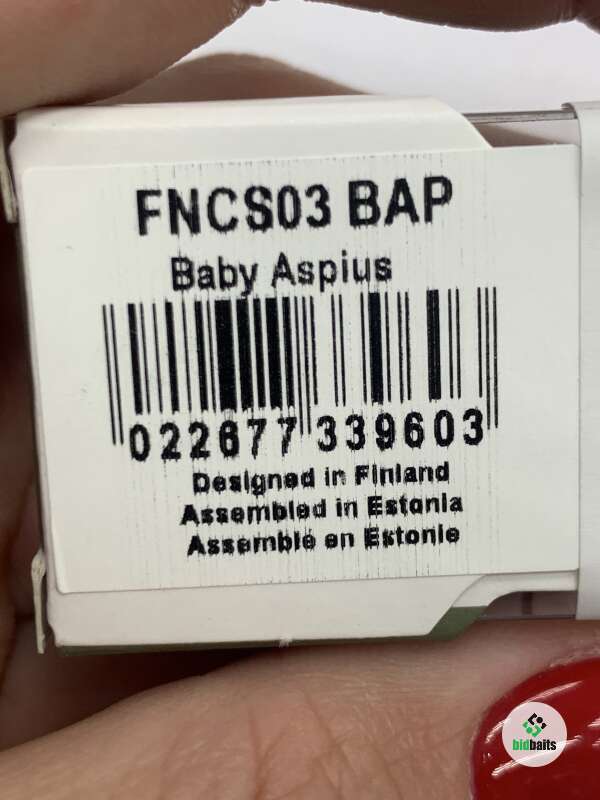 FNCS03 BAP
Baby Aspius
022677 339603
Designed in Finland
Assembled in Estonia
Assemblé en Estonie
bidbaits